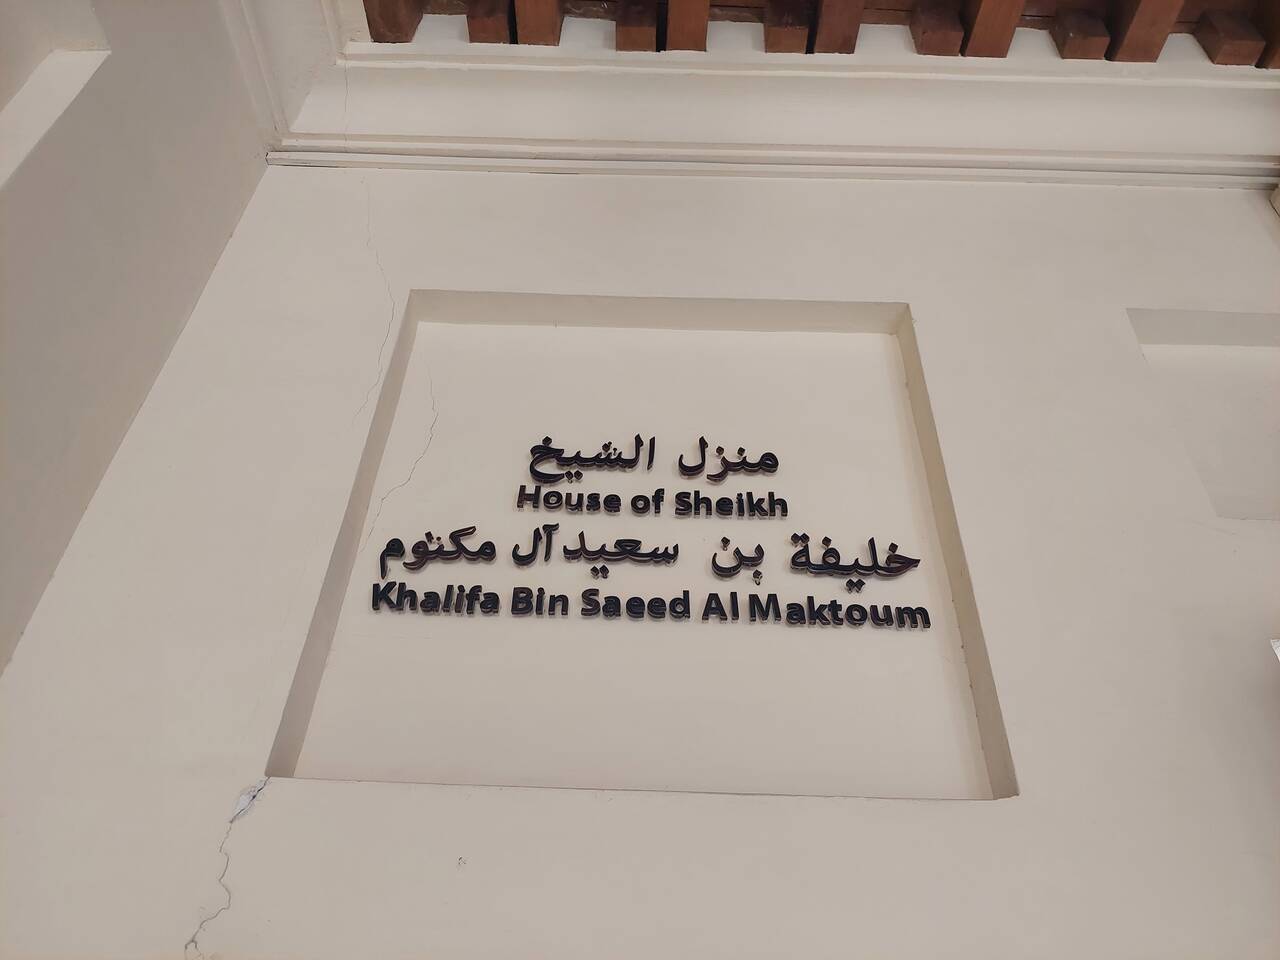 منزل الشيخ
House of Sheikh
خليفة بن سعيد آل مكتوم
Khalifa Bin Saeed Al Maktoum